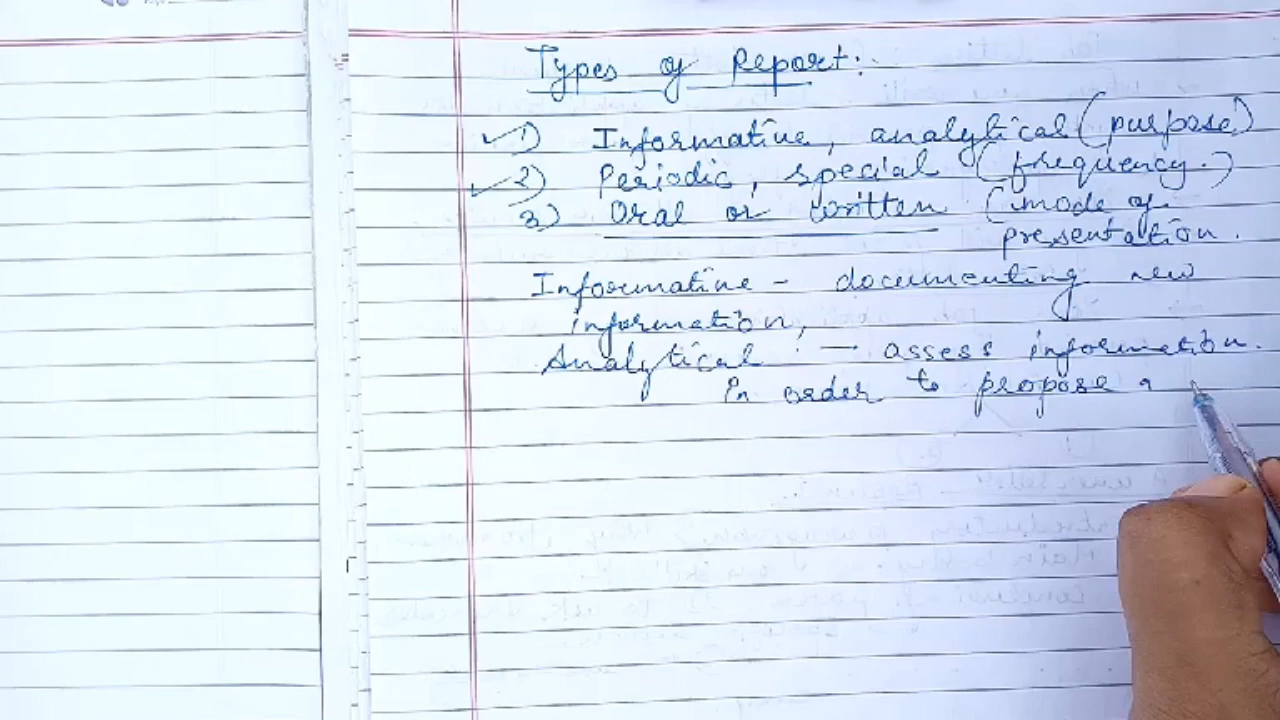 Types of Report:
1) Informative, analytical (purpose)
2) Periodic, special (frequency.)
3) Oral or written (mode of
presentation.
Informative - documenting new
information,
Analytical - assess information.
In order to propose a